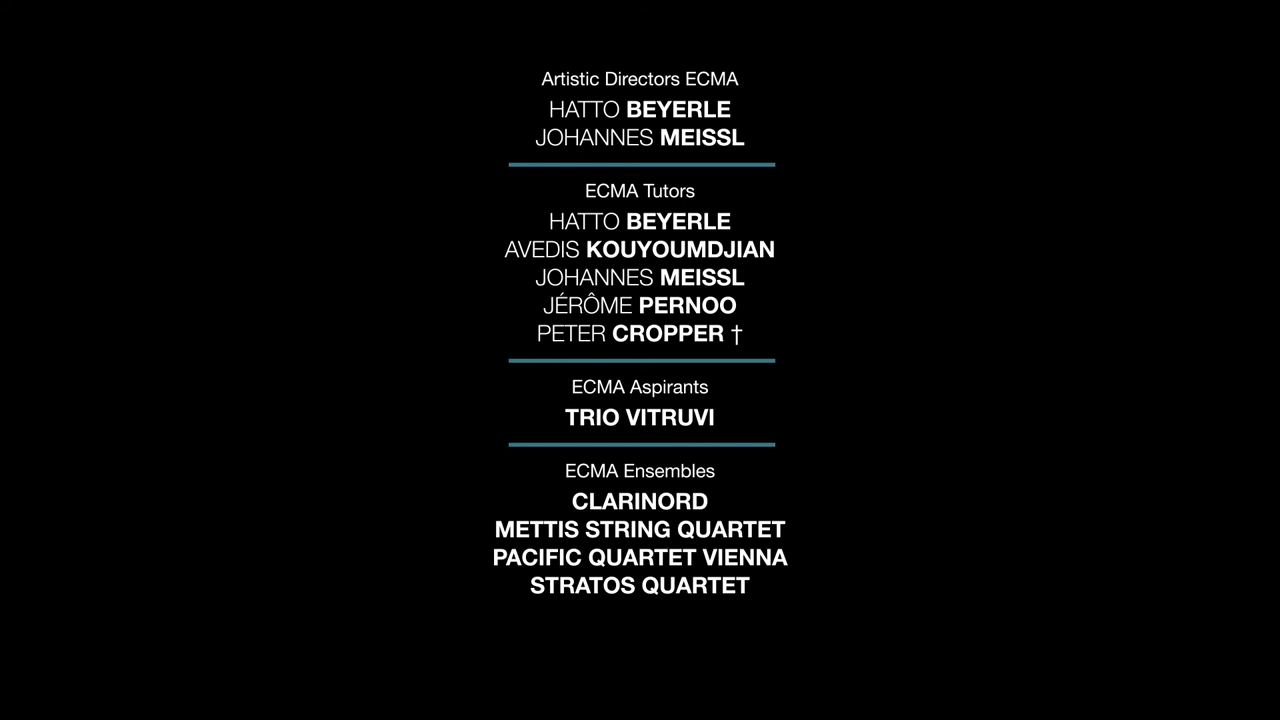 Artistic Directors ECMA
HATTO BEYERLE
JOHANNES MEISSL
ECMA Tutors
HATTO BEYERLE
AVEDIS KOUYOUMDJIAN
JOHANNES MEISSL
JÉRÔME PERNOO
PETER CROPPER †
ECMA Aspirants
TRIO VITRUVI
ECMA Ensembles
CLARINORD
METTIS STRING QUARTET
PACIFIC QUARTET VIENNA
STRATOS QUARTET